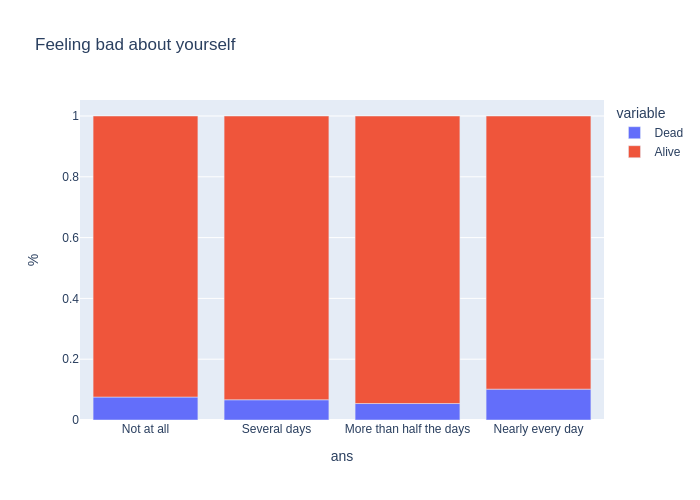 Feeling bad about yourself
variable
Dead
Alive
%
1
0.8
0.6
0.4
0.2
0
Not at all
Several days
More than half the days
Nearly every day
ans